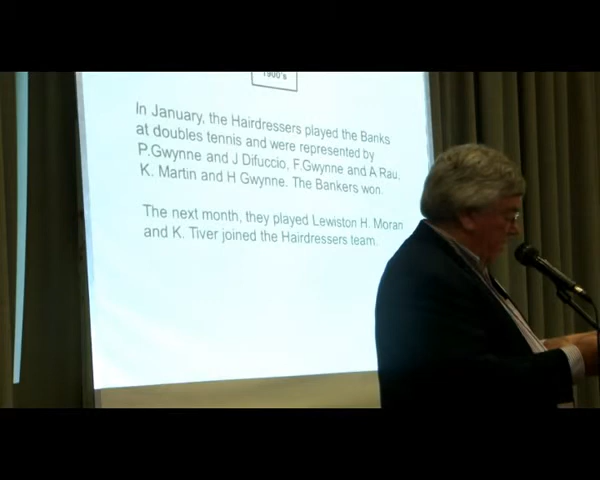 1900's
In January, the Hairdressers played the Banks
at doubles tennis and were represented by
P.Gwynne and J Difuccio, F.Gwynne and A Rau,
K. Martin and H Gwynne. The Bankers won.
The next month, they played Lewiston H. Moran
and K. Tiver joined the Hairdressers team.